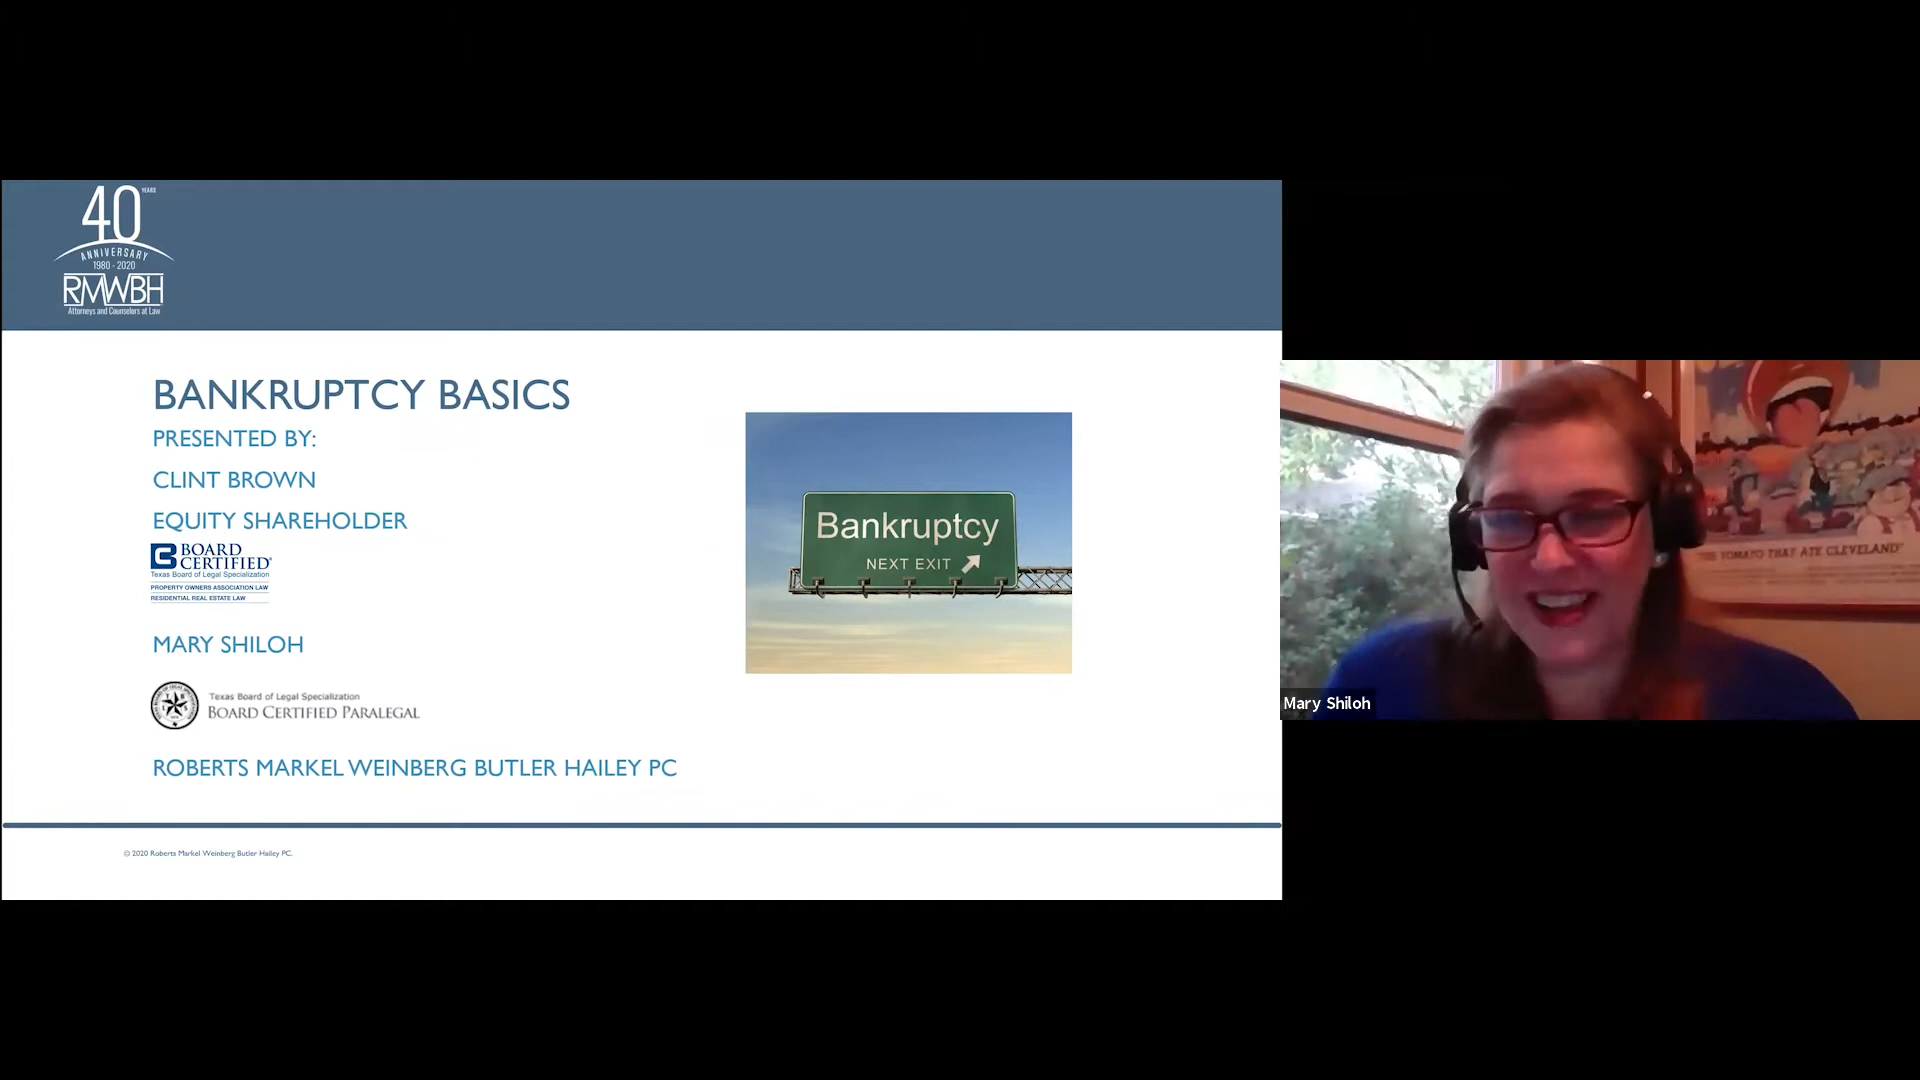 40 YEARS
ANNIVERSARY
1980 - 2020
RMWBH
Attorneys and Counselors at Law
BANKRUPTCY BASICS
PRESENTED BY:
CLINT BROWN
EQUITY SHAREHOLDER
BOARD
CERTIFIED®
Texas Board of Legal Specialization
PROPERTY OWNERS ASSOCIATION LAW
RESIDENTIAL REAL ESTATE LAW
MARY SHILOH
Texas Board of Legal Specialization
BOARD CERTIFIED PARALEGAL
ROBERTS MARKEL WEINBERG BUTLER HAILEY PC
© 2020 Roberts Markel Weinberg Butler Hailey PC.
Bankruptcy
NEXT EXIT
TOMATO THAT ATE CLEVELAND"
Mary Shiloh